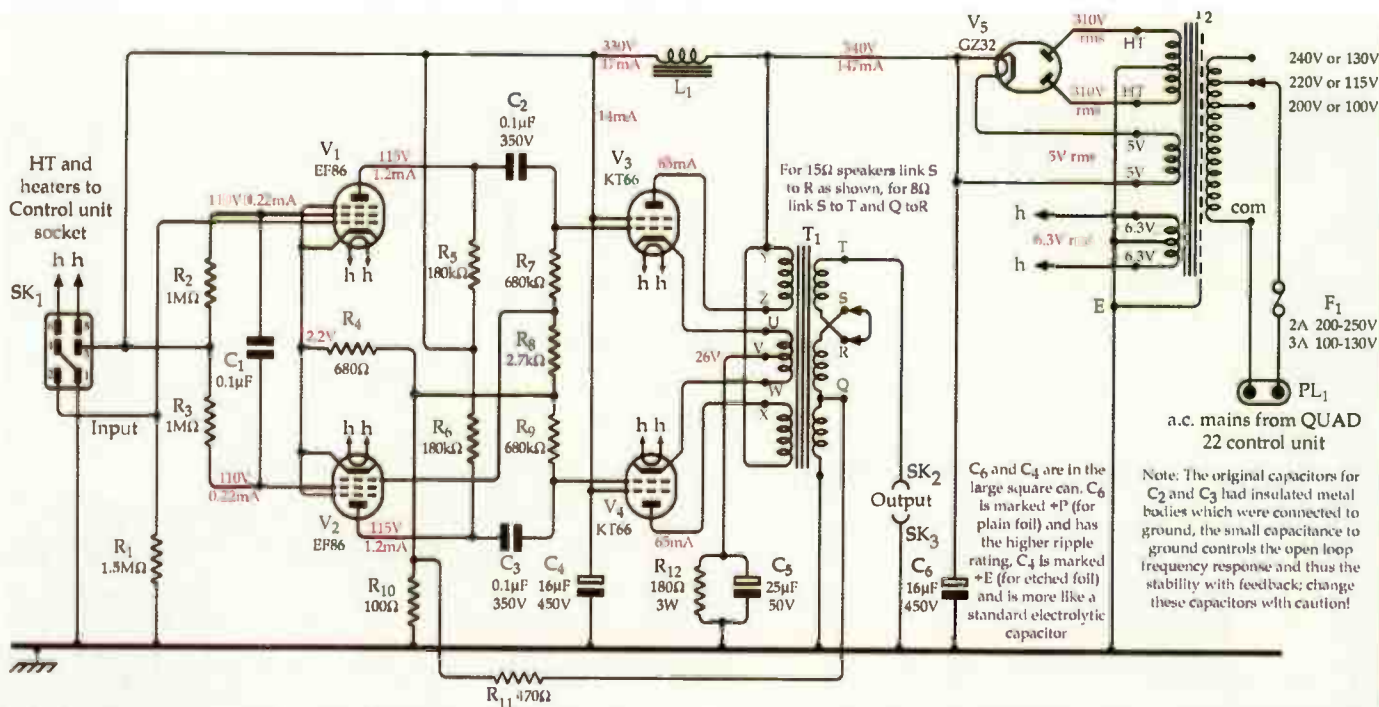 HT and
heaters to
Control unit
socket
h h
SK1
6 5
4 3
2 1
Input
R1
1.5MΩ
R2
1MΩ
R3
1MΩ
110V 0.22mA
110V
0.22mA
C1
0.1µF
V1
EF86
h h
115V
1.2mA
2.2V
R4
680Ω
h h
V2
EF86
115V
1.2mA
R5
180kΩ
R6
180kΩ
R10
100Ω
R11 470Ω
C2
0.1µF
350V
R7
680kΩ
R8
2.7kΩ
R9
680kΩ
C3
0.1µF
350V
C4
16µF
450V
330V
14mA
L1
340V
147mA
V3
KT66
h h
65mA
h h
V4
KT66
65mA
For 15Ω speakers link S
to R as shown, for 8Ω
link S to T and Q to R
T1
Y
Z
U
V
W
X
T
S
R
Q
26V
R12
180Ω
3W
C5
25µF
50V
SK2
Output
SK3
C6
16µF
450V
C6 and C4 are in the
large square can. C6
is marked +P (for
plain foil) and has
the higher ripple
rating, C4 is marked
+E (for etched foil)
and is more like a
standard electrolytic
capacitor
V5
GZ32
310V
rms
HT
310V
rms
HT
5V rms
5V
5V
h
6.3V
6.3V rms
h
6.3V
E
240V or 130V
220V or 115V
200V or 100V
com
F1
2A 200-250V
3A 100-130V
PL1
a.c. mains from QUAD
22 control unit
Note: The original capacitors for
C2 and C3 had insulated metal
bodies which were connected to
ground, the small capacitance to
ground controls the open loop
frequency response and thus the
stability with feedback; change
these capacitors with caution!